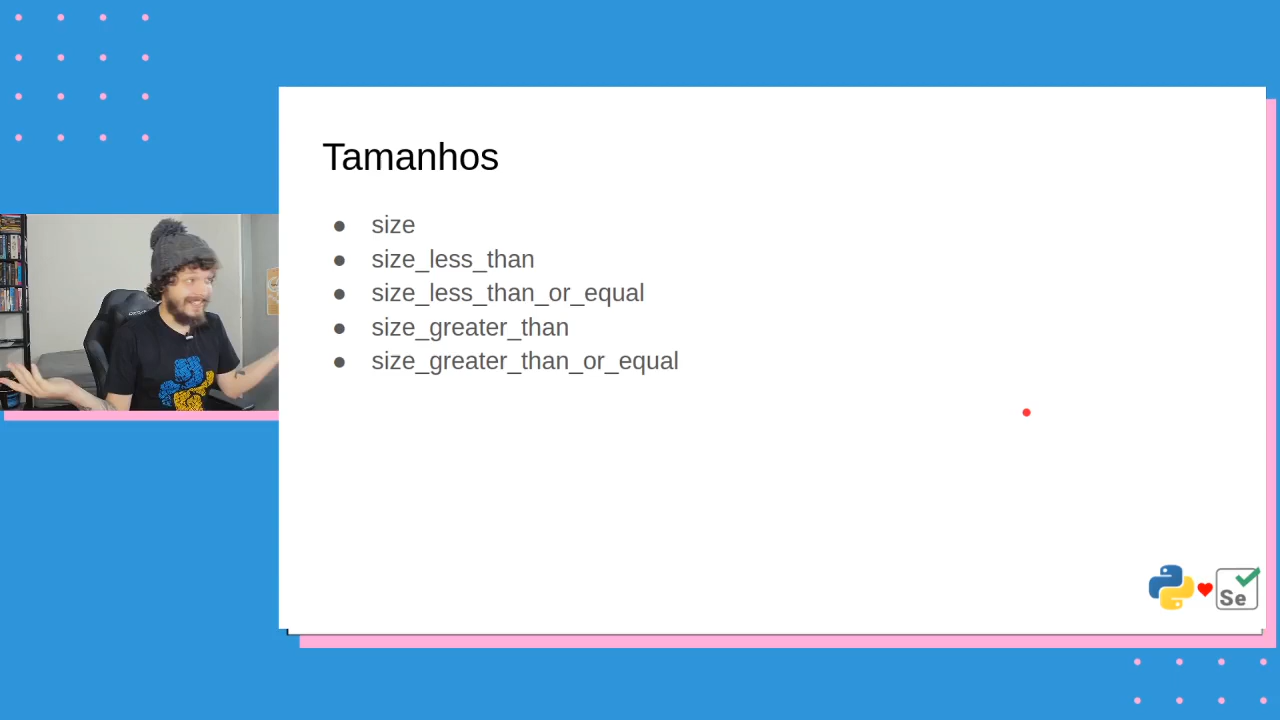 Tamanhos
size
size_less_than
size_less_than_or_equal
size_greater_than
size_greater_than_or_equal
Se